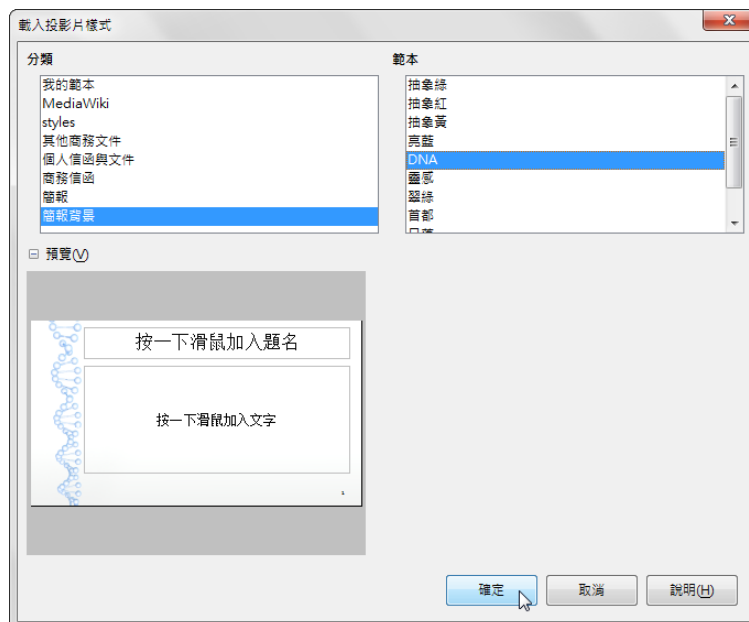 載入投影片樣式
分類
我的範本
MediaWiki
styles
其他商務文件
個人信函與文件
商務信函
簡報
簡報背景
範本
抽象綠
抽象紅
抽象黃
亮藍
DNA
靈感
翠綠
首都
日落
預覽(V)
按一下滑鼠加入題名
按一下滑鼠加入文字
確定
取消
說明(H)